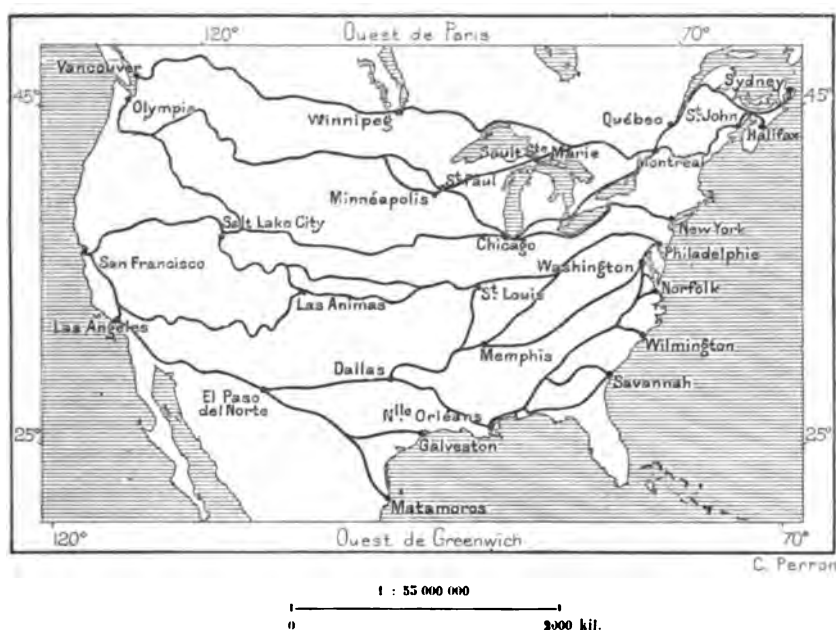 120°
Ouest de Paris
70°
Vancouver
45°
Olympia
Winnipeg
Québec
St. John
Sydney
45°
Halifax
Sault Ste Marie
Montréal
St. Paul
Minnéapolis
Salt Lake City
Chicago
New York
San Francisco
Washington
Philadelphie
Las Animas
St. Louis
Norfolk
Los Angeles
Memphis
Wilmington
Dallas
Savannah
El Paso
del Norte
Nlle Orléans
25°
Galveston
25°
Matamoros
120°
Ouest de Greenwich
70°
C. Perron
1 : 55 000 000
0
2000 kil.